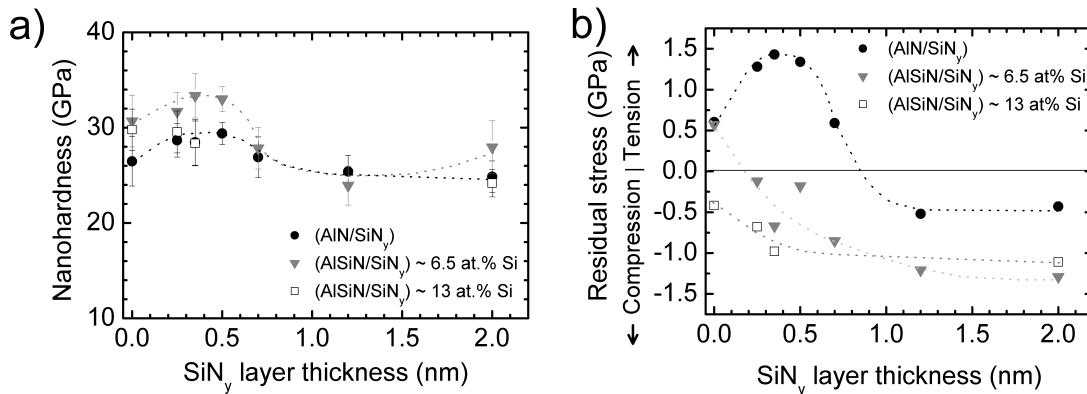 a)
40
30
20
10
Nanohardness (GPa)
(AlN/SiNy)
(AlSiN/SiNy) ~ 6.5 at.% Si
(AlSiN/SiNy) ~ 13 at.% Si
0.0 0.5 1.0 1.5 2.0
SiNy layer thickness (nm)
b)
Residual stress (GPa)
Compression | Tension
1.5
1.0
0.5
0.0
-0.5
-1.0
-1.5
(AlN/SiNy)
(AlSiN/SiNy) ~ 6.5 at% Si
(AlSiN/SiNy) ~ 13 at% Si
0.0 0.5 1.0 1.5 2.0
SiNy layer thickness (nm)